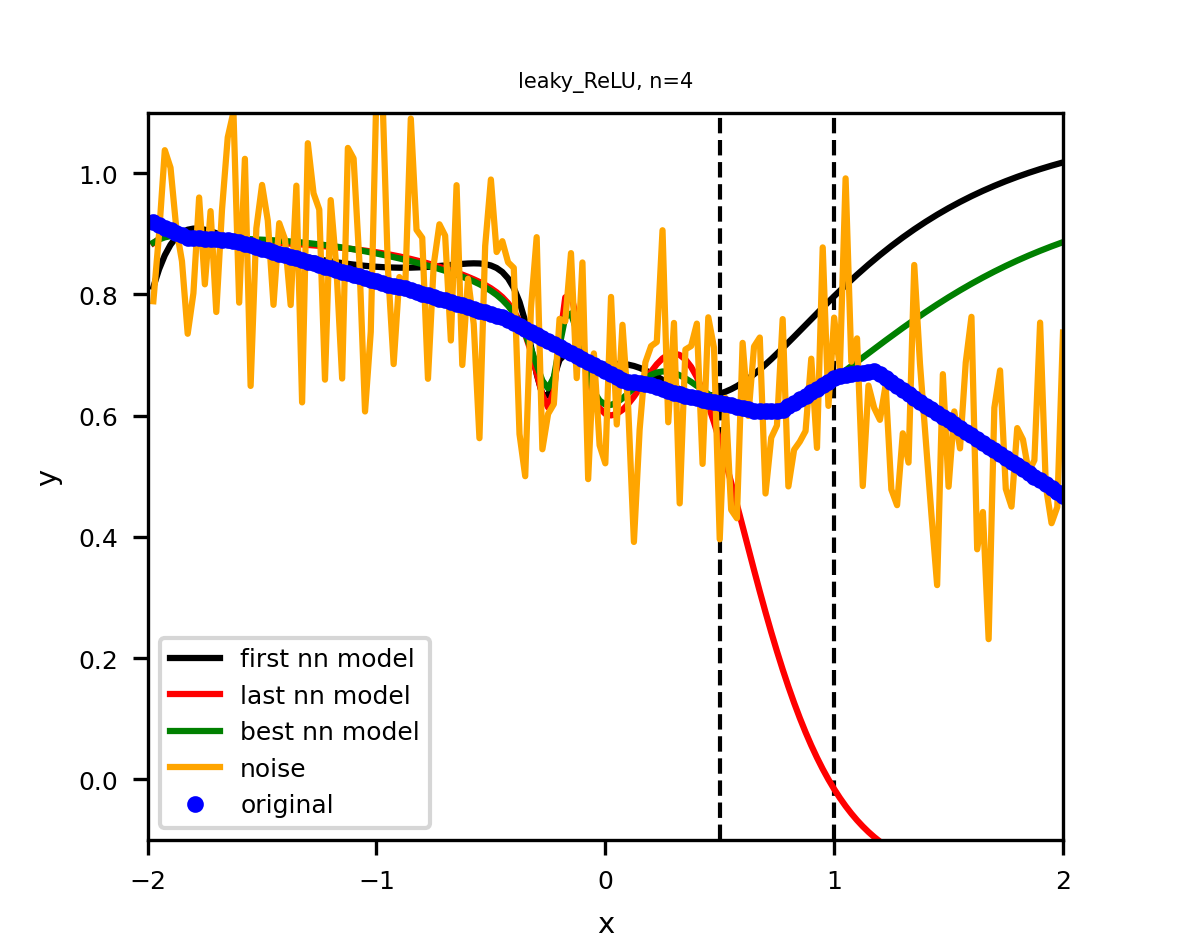 leaky_ReLU, n=4
y
1.0
0.8
0.6
0.4
0.2
0.0
first nn model
last nn model
best nn model
noise
original
−2
−1
0
1
2
x